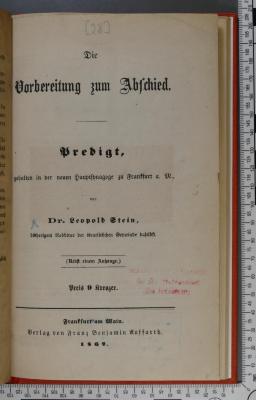 [28]
Die
Vorbereitung zum Abschied.
Predigt,
gehalten in der neuen Hauptsynagoge zu Frankfurt a. M.,
von
Dr. Leopold Stein,
bisherigem Rabbiner der israelitischen Gemeinde daselbst.
(Nebst einem Anhange.)
Preis 9 Kreuzer.
Frankfurt am Main.
Verlag von Franz Benjamin Auffarth.
1862.